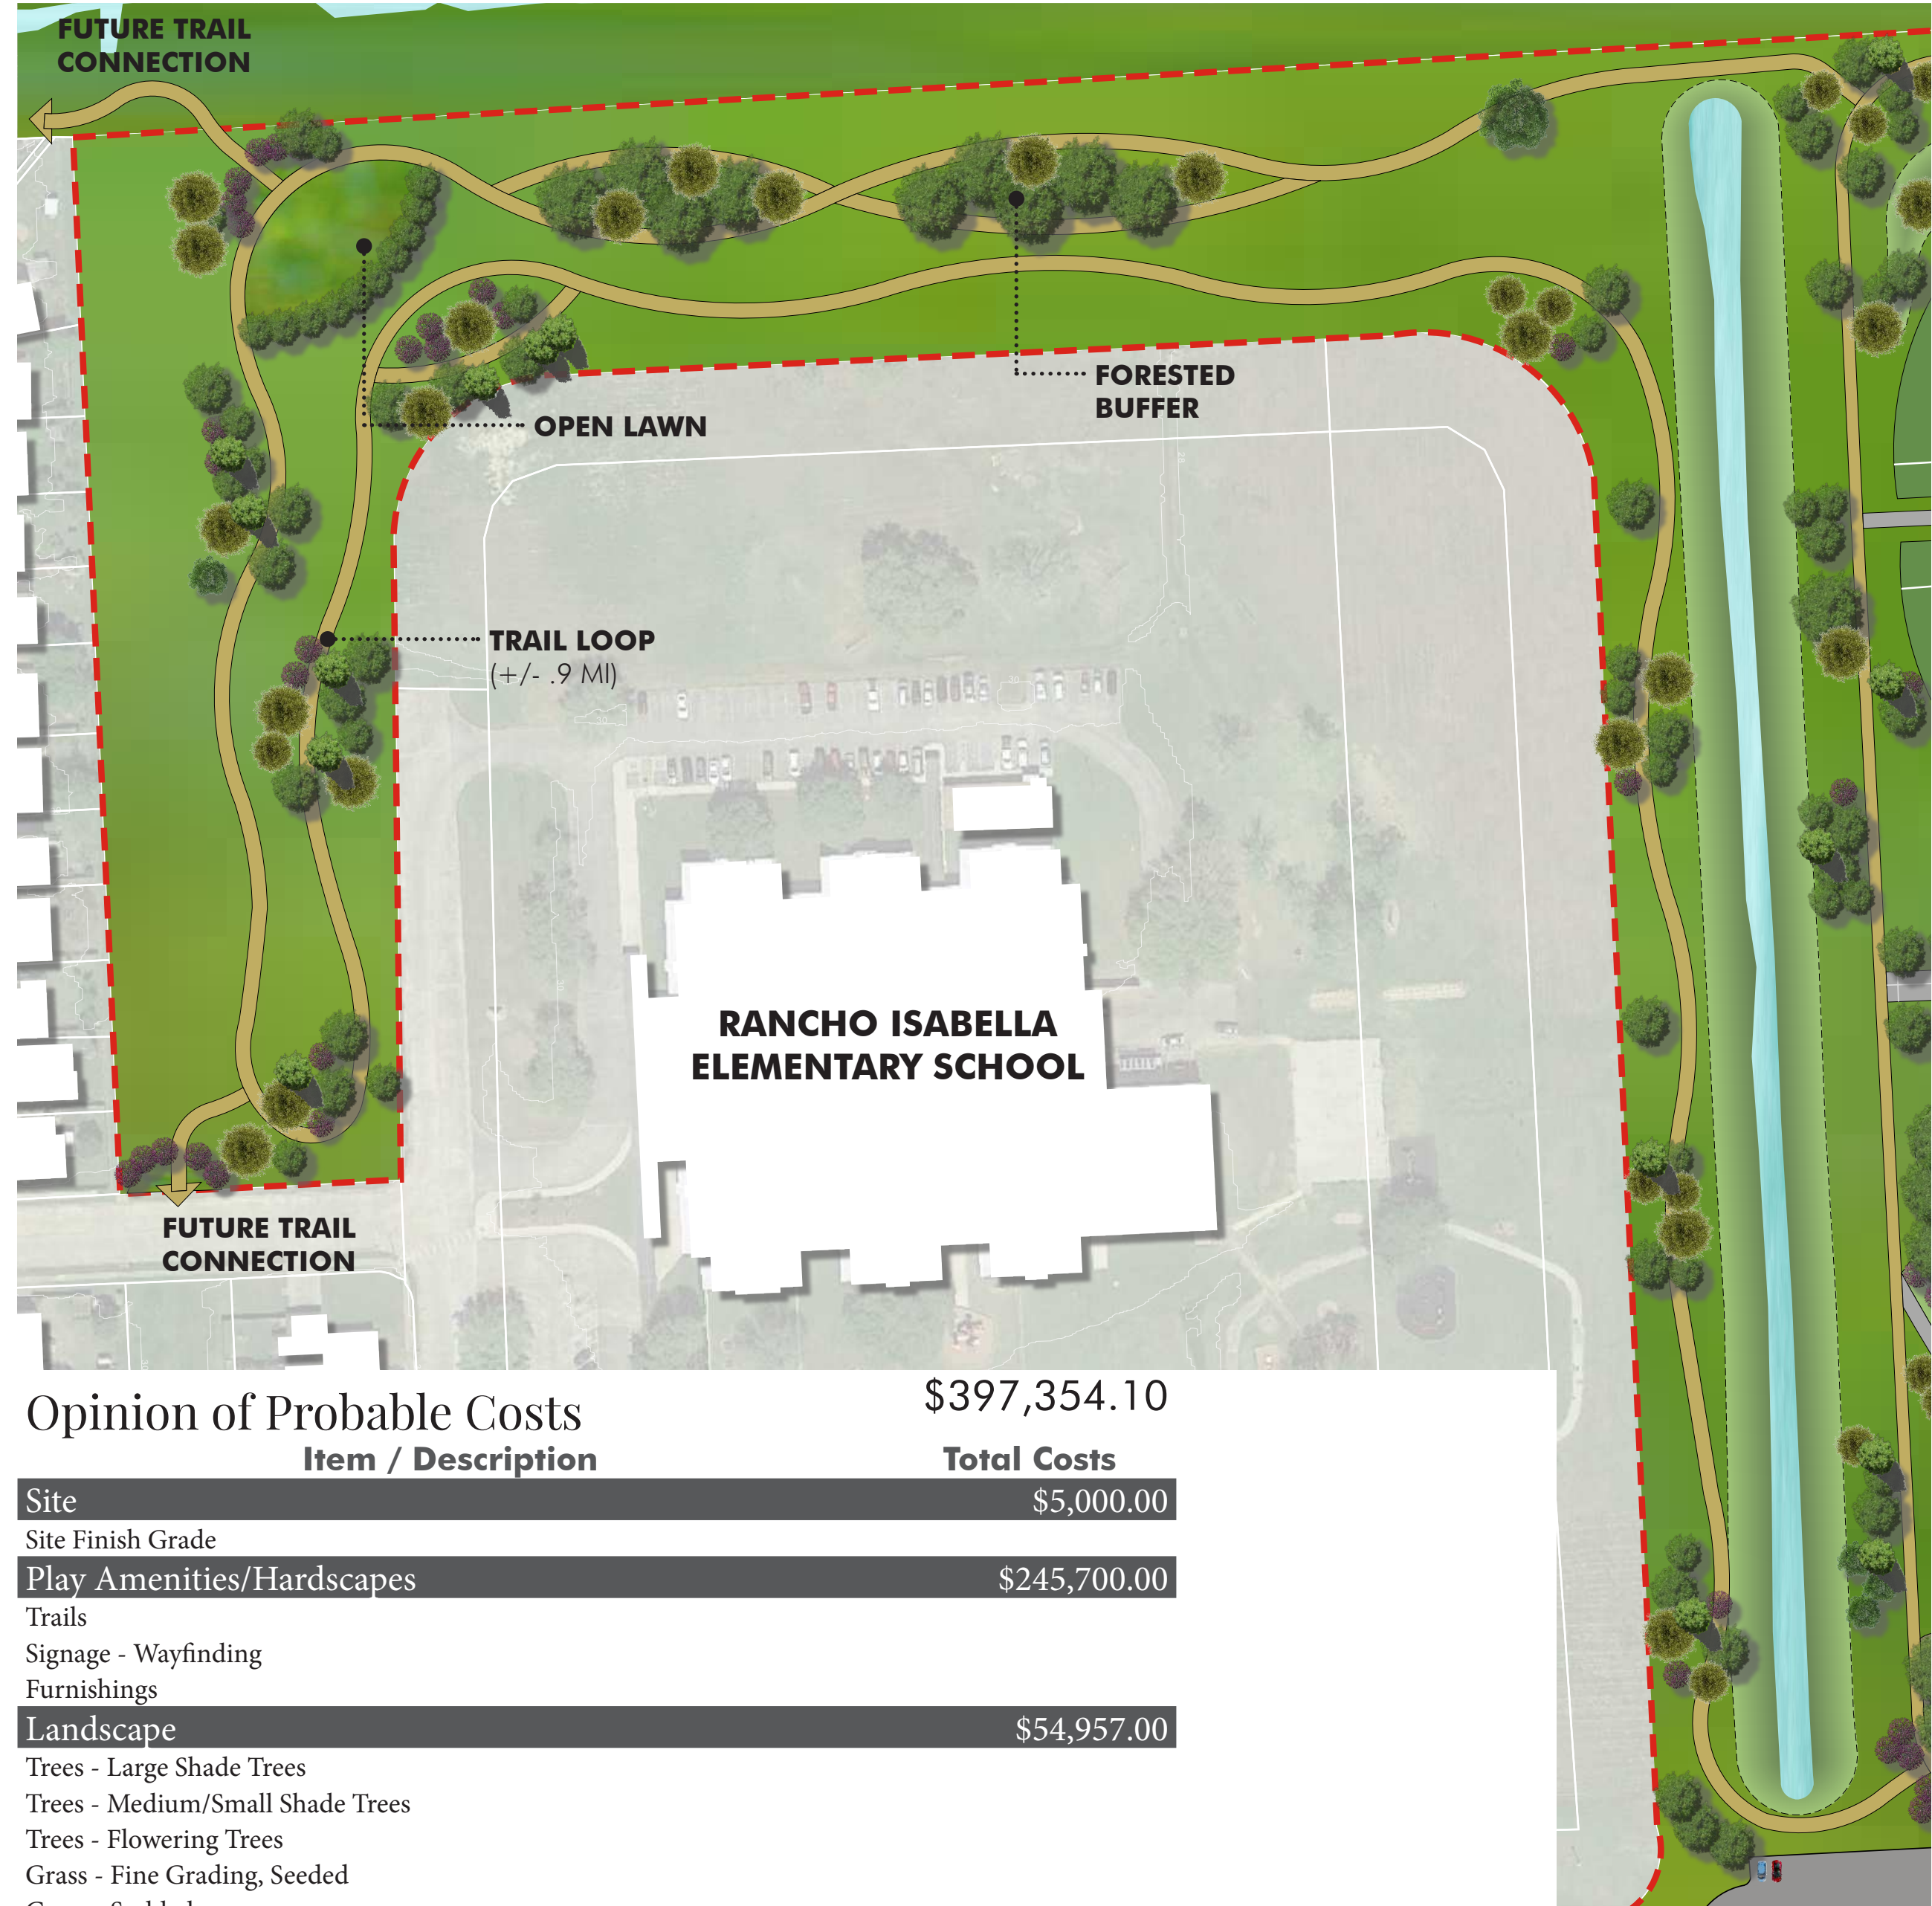 FUTURE TRAIL
CONNECTION
FORESTED
BUFFER
OPEN LAWN
TRAIL LOOP
(+/- .9 MI)
RANCHO ISABELLA
ELEMENTARY SCHOOL
FUTURE TRAIL
CONNECTION
Opinion of Probable Costs $397,354.10
Item / Description Total Costs
Site $5,000.00
Site Finish Grade
Play Amenities/Hardscapes $245,700.00
Trails
Signage - Wayfinding
Furnishings
Landscape $54,957.00
Trees - Large Shade Trees
Trees - Medium/Small Shade Trees
Trees - Flowering Trees
Grass - Fine Grading, Seeded